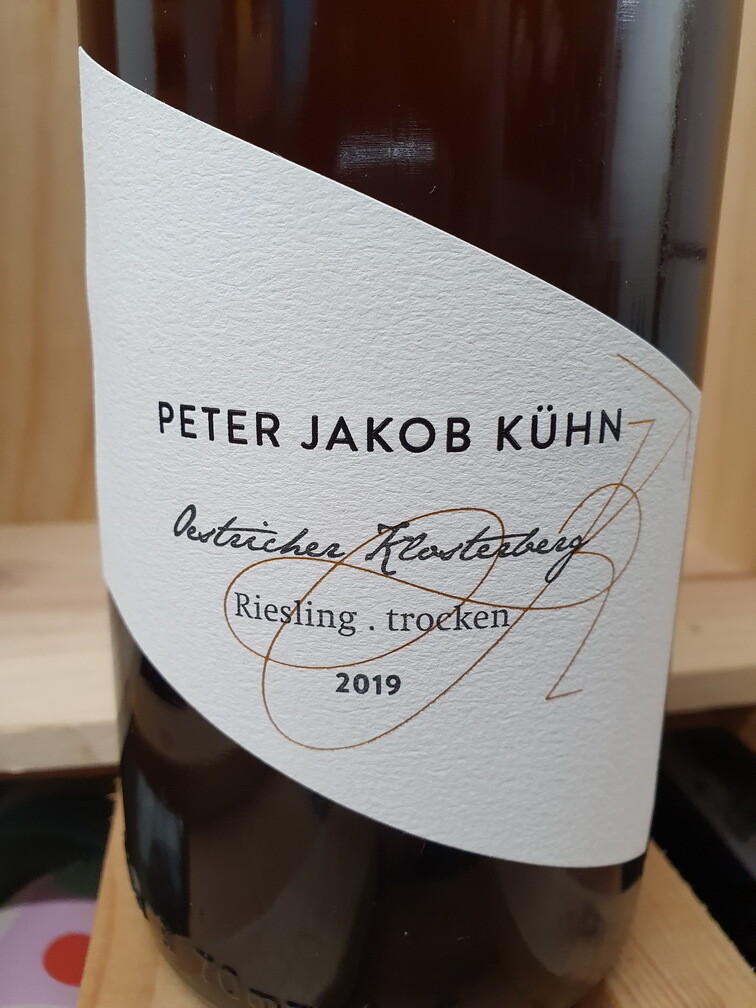 PETER JAKOB KÜHN
Oestricher Klosterberg
Riesling . trocken
2019